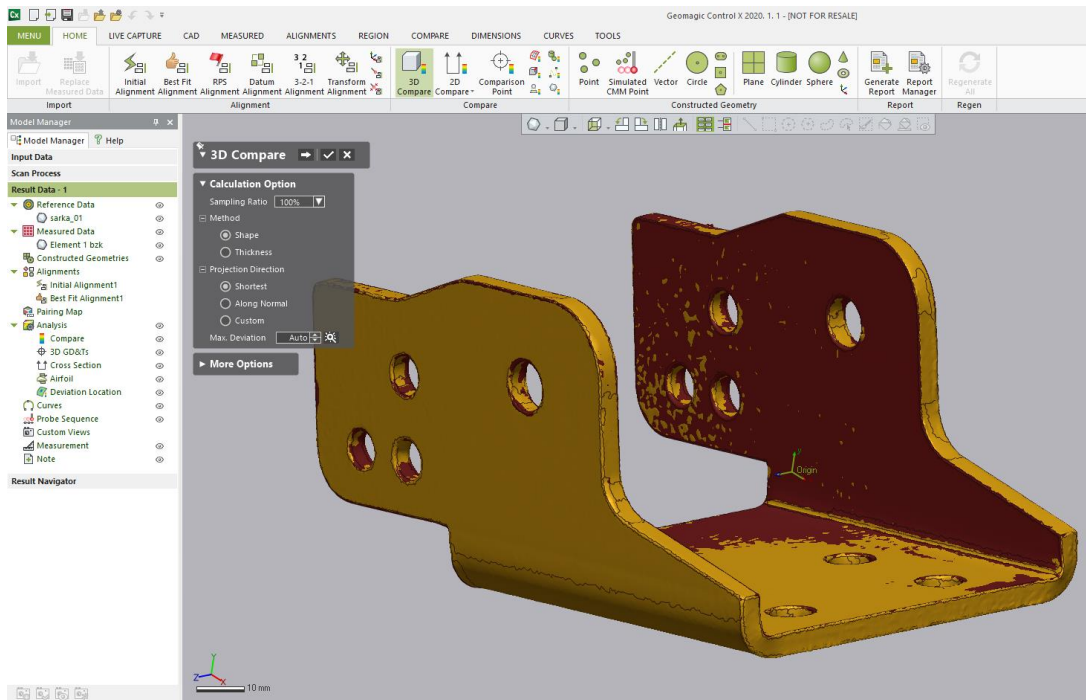 Cx
Geomagic Control X 2020. 1. 1 - [NOT FOR RESALE]
MENU HOME LIVE CAPTURE CAD MEASURED ALIGNMENTS REGION COMPARE DIMENSIONS CURVES TOOLS
Import Replace Measured Data Initial Alignment Best Fit Alignment RPS Alignment Datum Alignment 3-2-1 Alignment Transform Alignment 3D Compare 2D Compare Comparison Point Point Simulated CMM Point Vector Circle Plane Cylinder Sphere Generate Report Report Manager Regenerate All
Import Alignment Compare Constructed Geometry Report Regen
Model Manager
Model Manager Help
Input Data
Scan Process
Result Data - 1
Reference Data
sarka_01
Measured Data
Element 1 bzk
Constructed Geometries
Alignments
Initial Alignment1
Best Fit Alignment1
Pairing Map
Analysis
Compare
3D GD&Ts
Cross Section
Airfoil
Deviation Location
Curves
Probe Sequence
Custom Views
Measurement
Note
Result Navigator
3D Compare
Calculation Option
Sampling Ratio 100%
Method
Shape
Thickness
Projection Direction
Shortest
Along Normal
Custom
Max. Deviation Auto
More Options
y
Origin
Y
Z
X
10 mm